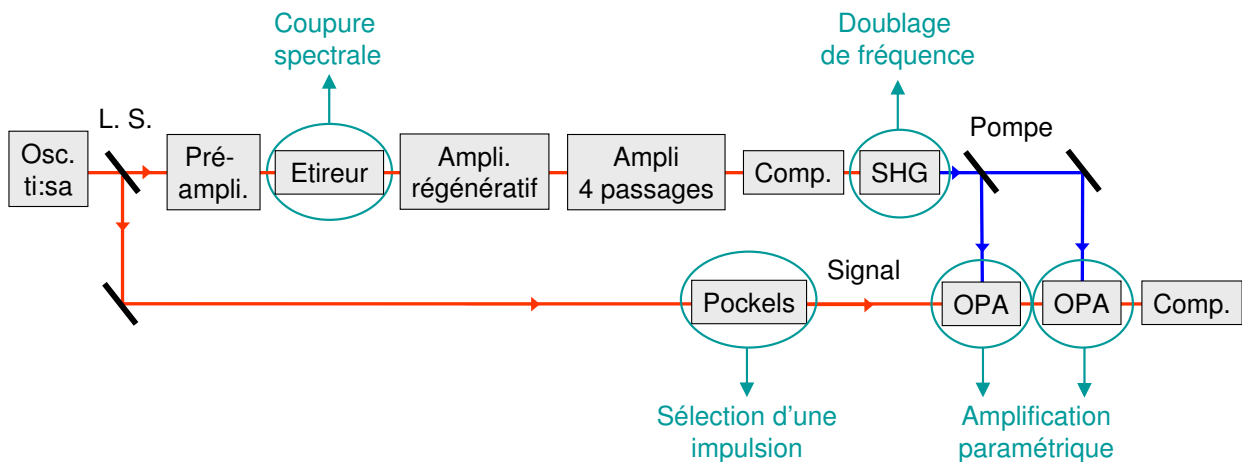 Coupure
spectrale
Doublage
de fréquence
L. S.
Pompe
Osc.
ti:sa
Pré-
ampli.
Etireur
Ampli.
régénératif
Ampli
4 passages
Comp.
SHG
Signal
Pockels
OPA
OPA
Comp.
Sélection d'une
impulsion
Amplification
paramétrique